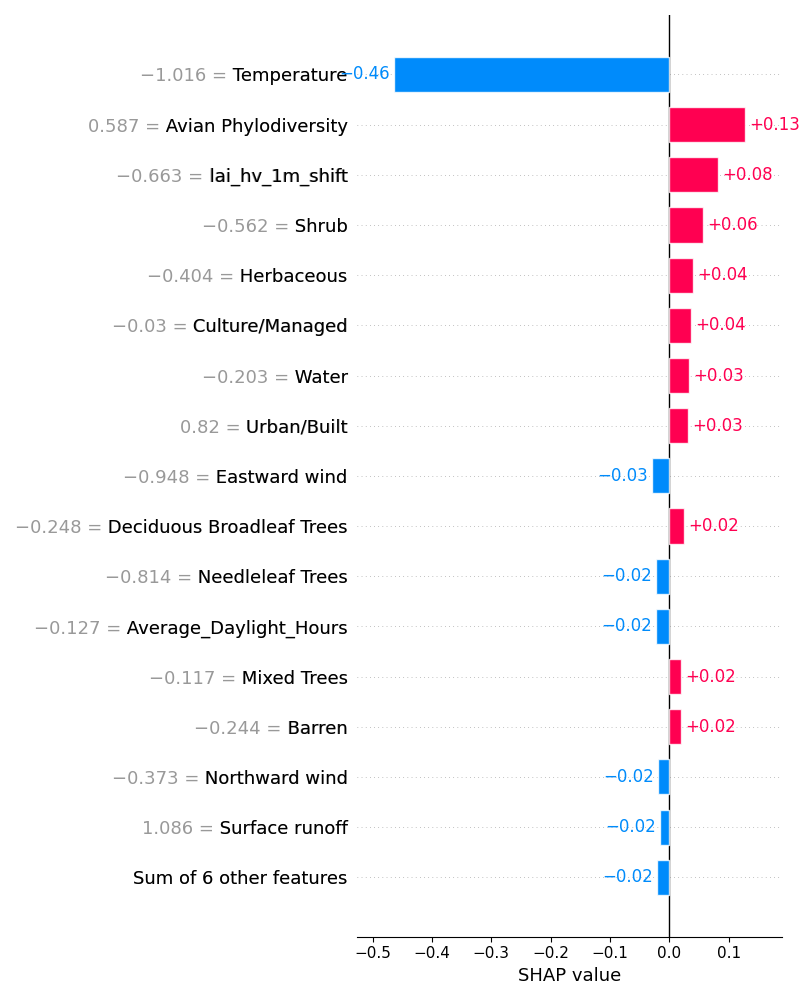 −1.016 = Temperature −0.46
0.587 = Avian Phylodiversity +0.13
−0.663 = lai_hv_1m_shift +0.08
−0.562 = Shrub +0.06
−0.404 = Herbaceous +0.04
−0.03 = Culture/Managed +0.04
−0.203 = Water +0.03
0.82 = Urban/Built +0.03
−0.948 = Eastward wind −0.03
−0.248 = Deciduous Broadleaf Trees +0.02
−0.814 = Needleleaf Trees −0.02
−0.127 = Average_Daylight_Hours −0.02
−0.117 = Mixed Trees +0.02
−0.244 = Barren +0.02
−0.373 = Northward wind −0.02
1.086 = Surface runoff −0.02
Sum of 6 other features −0.02
−0.5 −0.4 −0.3 −0.2 −0.1 0.0 0.1
SHAP value